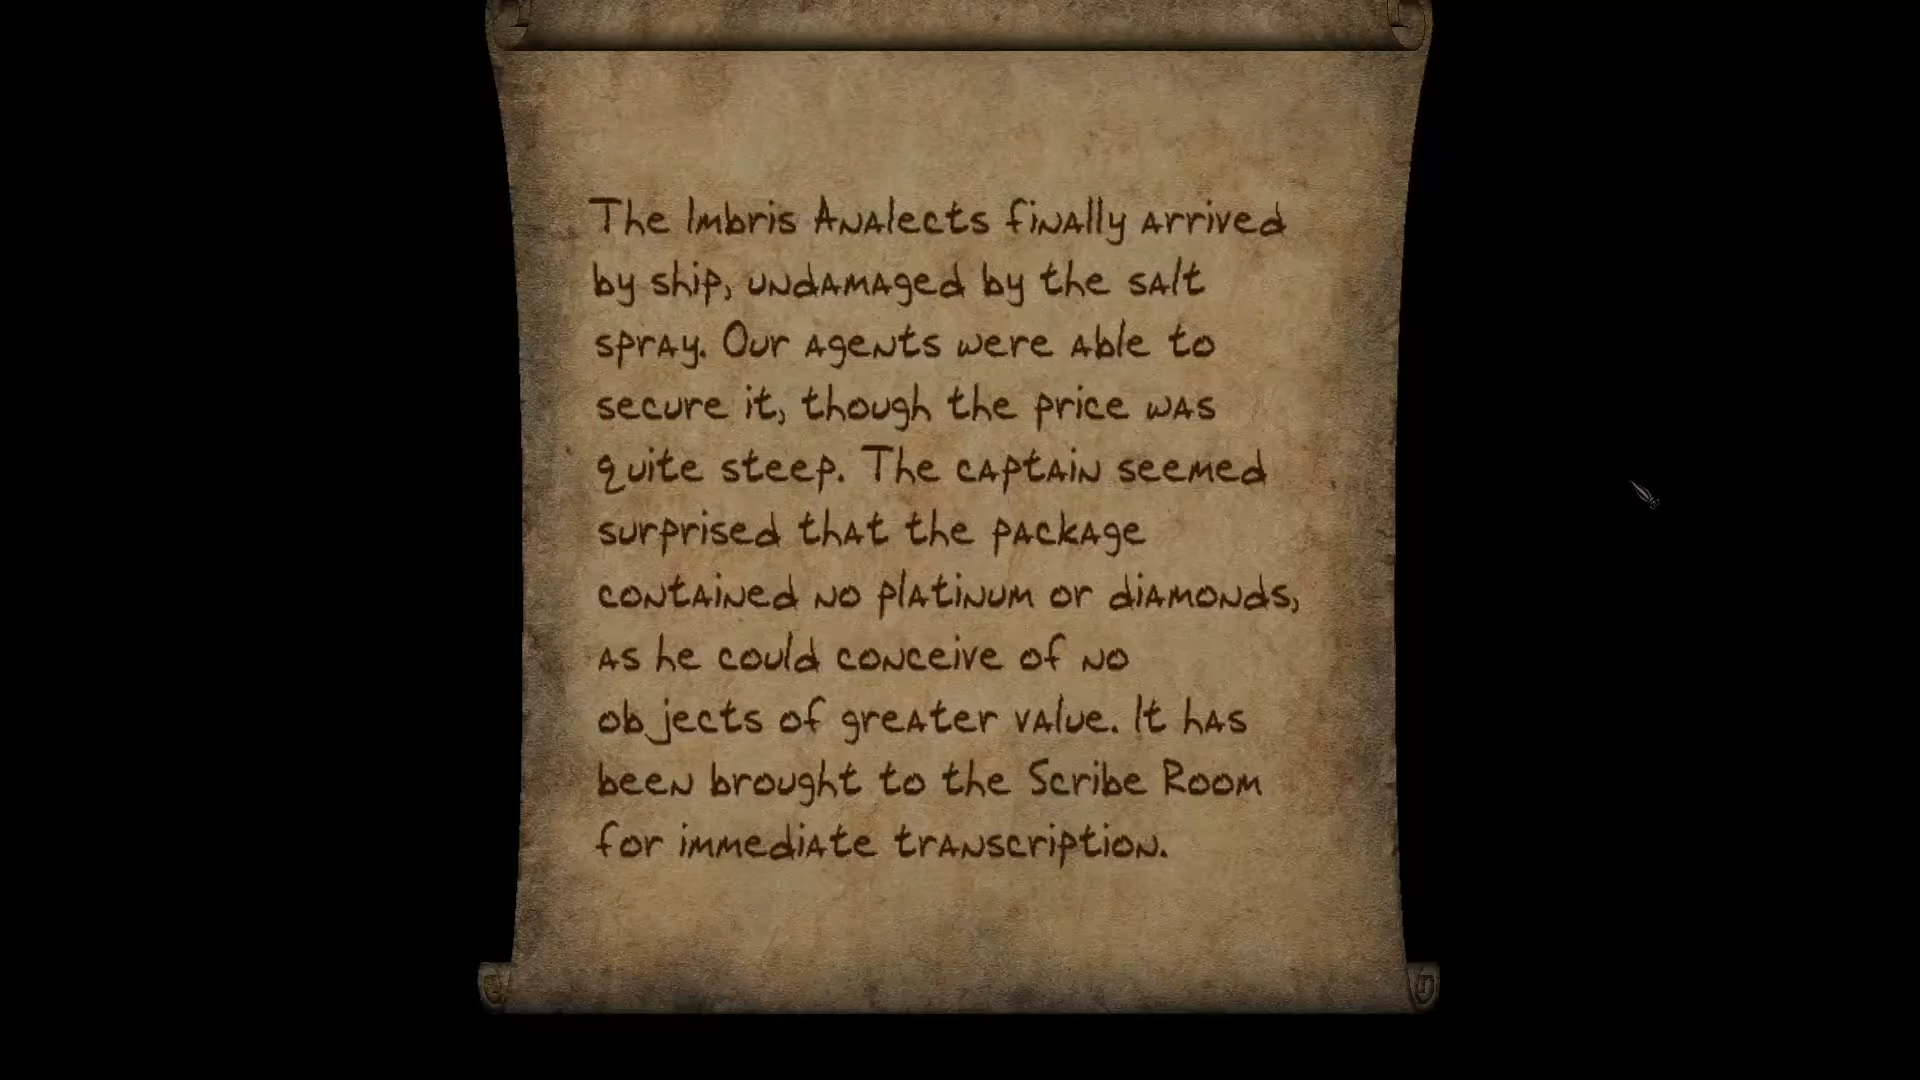 The Imbris Analects finally arrived
by ship, undamaged by the salt
spray. Our agents were able to
secure it, though the price was
quite steep. The captain seemed
surprised that the package
contained no platinum or diamonds,
as he could conceive of no
objects of greater value. It has
been brought to the Scribe Room
for immediate transcription.